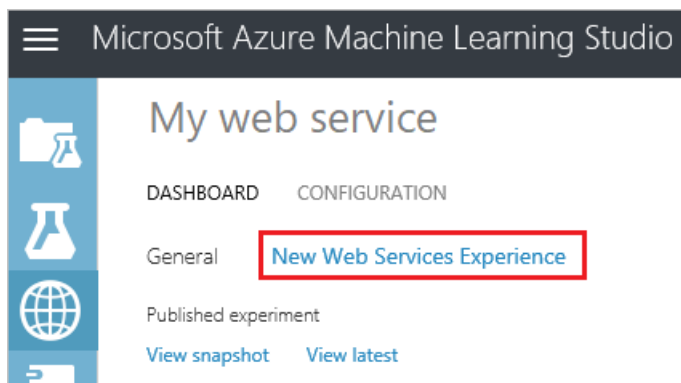 Microsoft Azure Machine Learning Studio
My web service
DASHBOARD CONFIGURATION
General New Web Services Experience
Published experiment
View snapshot View latest